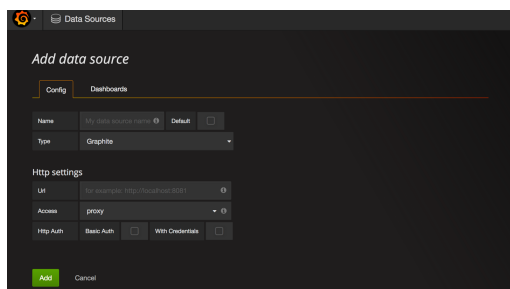 Data Sources
Add data source
Config Dashboards
Name My data source name Default
Type Graphite
Http settings
Url for example: http://localhost:8081
Access proxy
Http Auth Basic Auth With Credentials
Add Cancel